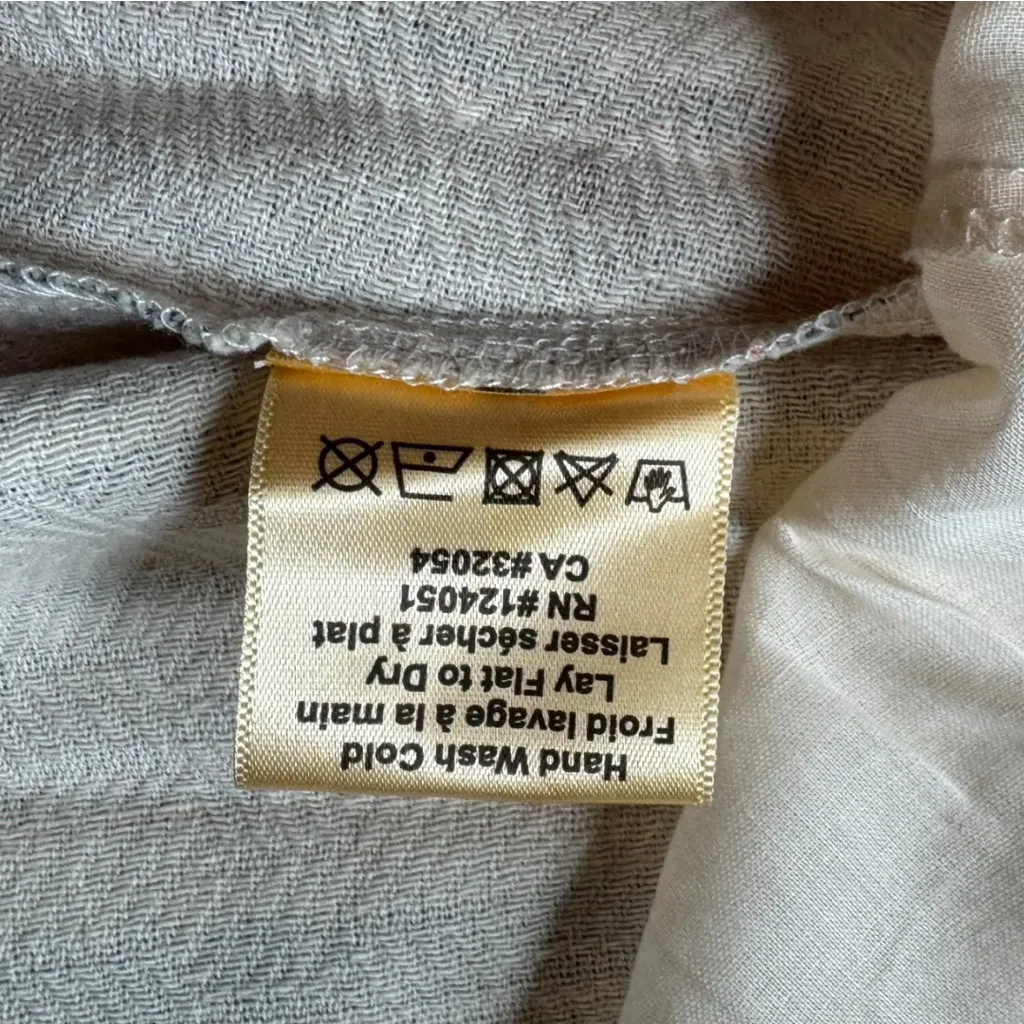 Hand Wash Cold
Froid lavage à la main
Lay Flat to Dry
Laisser sécher à plat
RN #124051
CA #32054